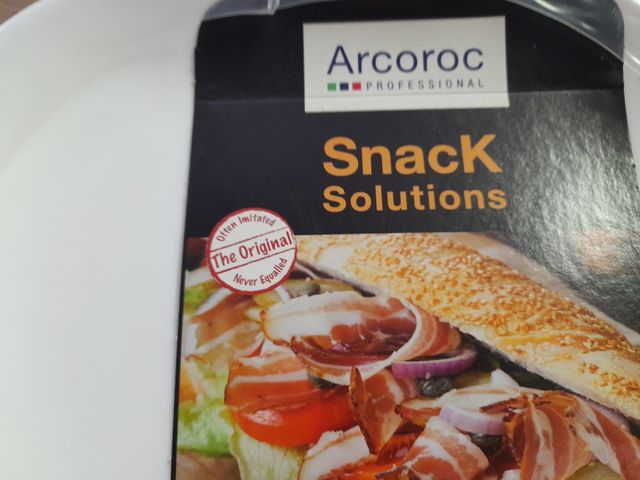 Arcoroc
PROFESSIONAL
SnacK
Solutions
Often Imitated
The Original
Never Equalled